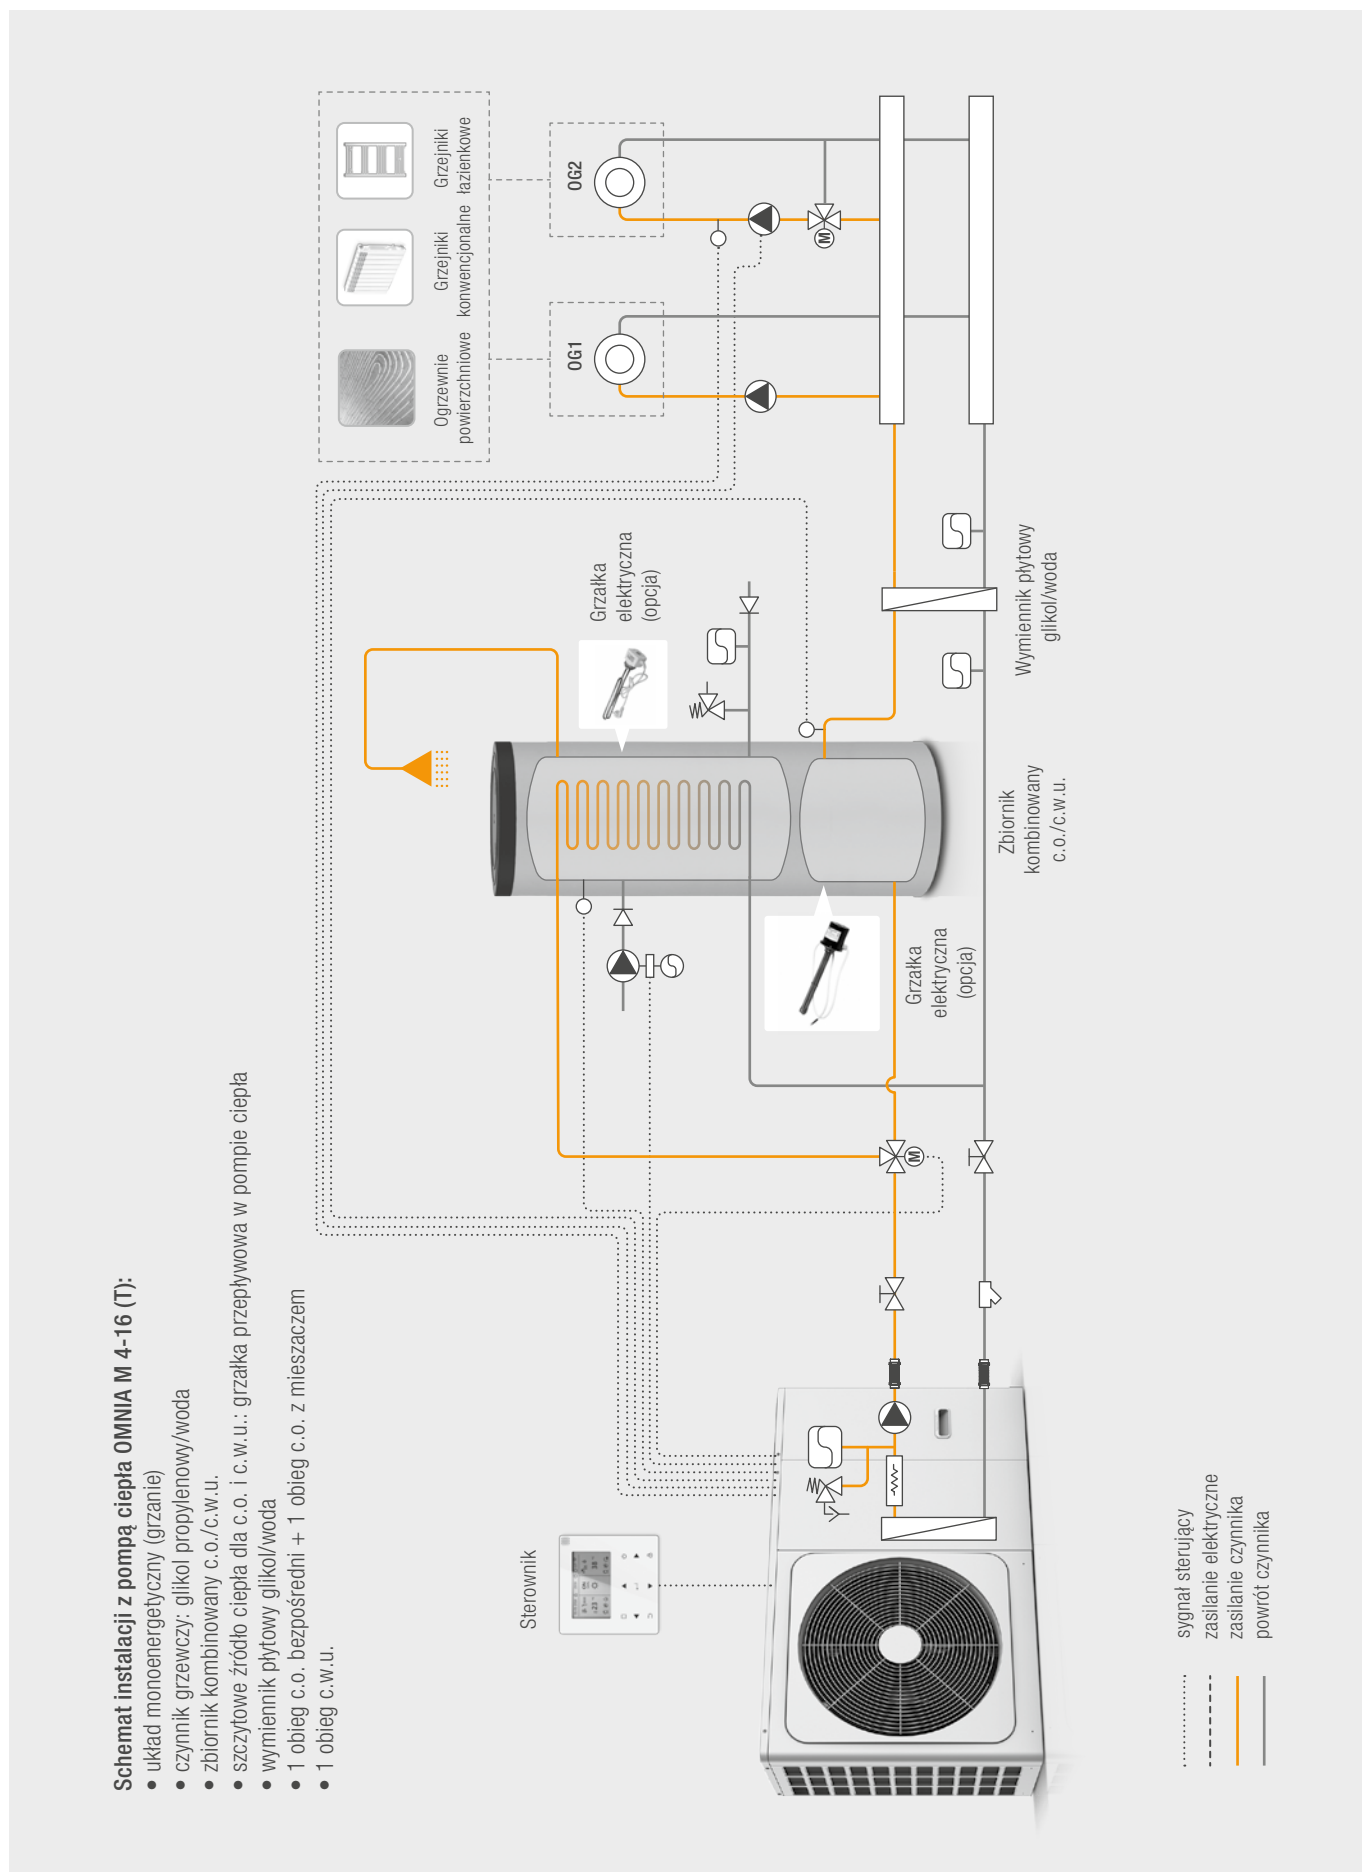 Schemat instalacji z pompą ciepła OMNIA M 4-16 (T):
• układ monoenergetyczny (grzanie)
• czynnik grzewczy: glikol propylenowy/woda
• zbiornik kombinowany c.o./c.w.u.
• szczytowe źródło ciepła dla c.o. i c.w.u.: grzałka przepływowa w pompie ciepła
• wymiennik płytowy glikol/woda
• 1 obieg c.o. bezpośredni + 1 obieg c.o. z mieszaczem
• 1 obieg c.w.u.
Ogrzewnie
powierzchniowe
Grzejniki
konwencjonalne
Grzejniki
łazienkowe
OG1
OG2
M
Grzałka
elektryczna
(opcja)
Sterownik
M
Grzałka
elektryczna
(opcja)
Zbiornik
kombinowany
c.o./c.w.u.
Wymiennik płytowy
glikol/woda
sygnał sterujący
zasilanie elektryczne
zasilanie czynnika
powrót czynnika